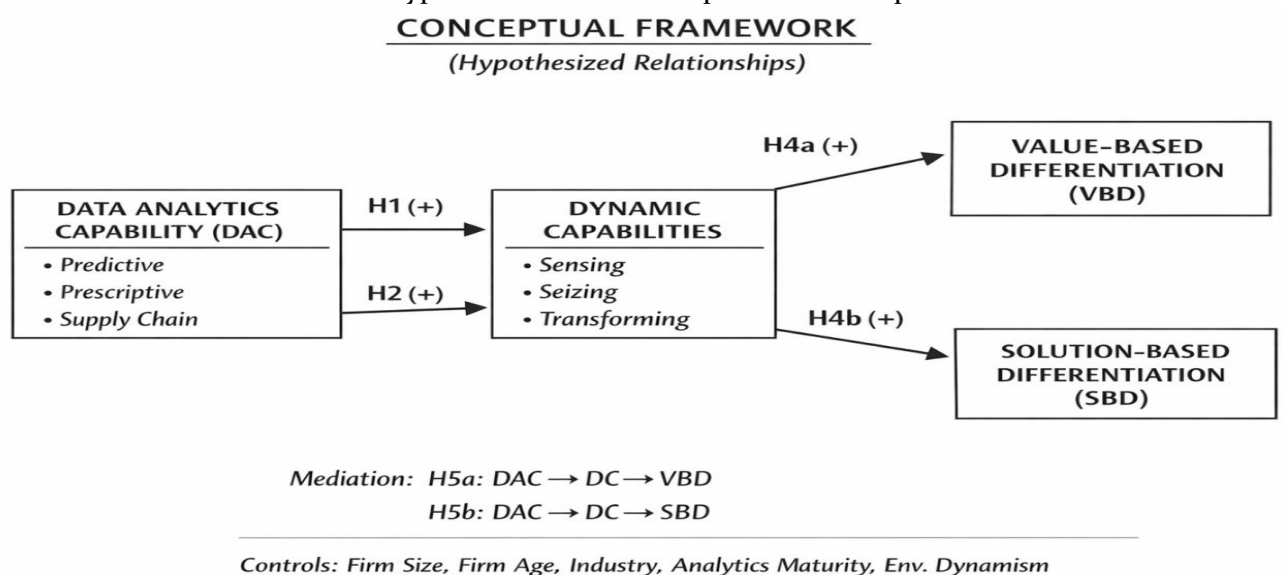 CONCEPTUAL FRAMEWORK
(Hypothesized Relationships)
H4a (+)
VALUE–BASED
DIFFERENTIATION
(VBD)
DATA ANALYTICS
CAPABILITY (DAC)
• Predictive
• Prescriptive
• Supply Chain
H1 (+)
H2 (+)
DYNAMIC
CAPABILITIES
• Sensing
• Seizing
• Transforming
H4b (+)
SOLUTION–BASED
DIFFERENTIATION
(SBD)
Mediation: H5a: DAC → DC → VBD
H5b: DAC → DC → SBD
Controls: Firm Size, Firm Age, Industry, Analytics Maturity, Env. Dynamism